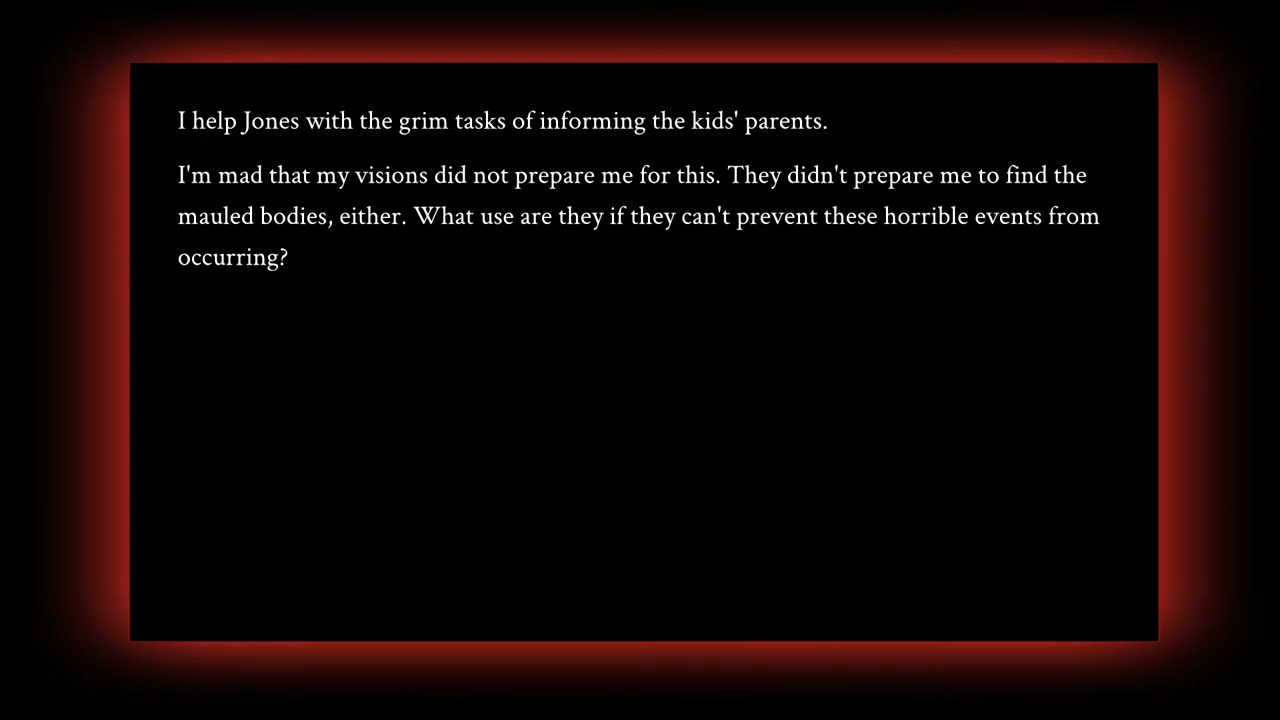 I help Jones with the grim tasks of informing the kids' parents.
I'm mad that my visions did not prepare me for this. They didn't prepare me to find the
mauled bodies, either. What use are they if they can't prevent these horrible events from
occurring?